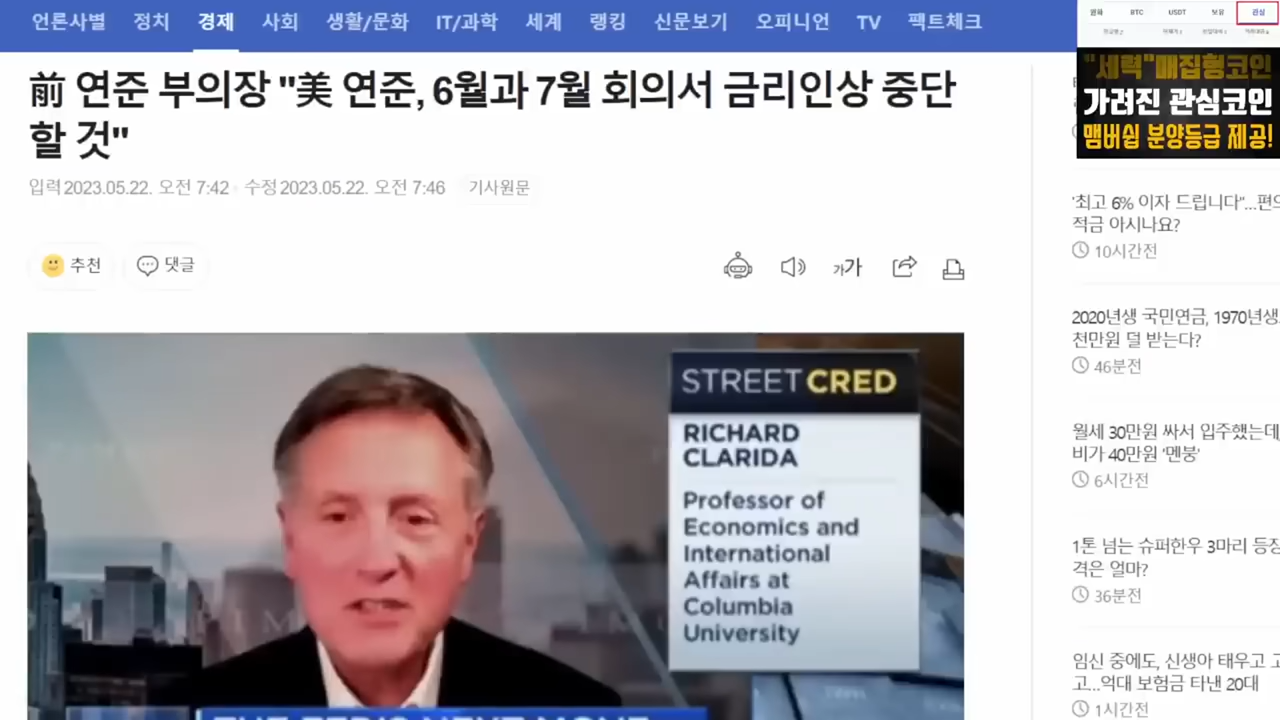 언론사별 정치 경제 사회 생활/문화 IT/과학 세계 랭킹 신문보기 오피니언 TV 팩트체크
원화 BTC USDT 보유 관심
"세력"매집형코인
가려진 관심코인
맴버쉽 분양등급 제공!
前 연준 부의장 "美 연준, 6월과 7월 회의서 금리인상 중단
할 것"
입력 2023.05.22. 오전 7:42 · 수정 2023.05.22. 오전 7:46 기사원문
추천 댓글
가가
STREET CRED
RICHARD
CLARIDA
Professor of
Economics and
International
Affairs at
Columbia
University
'최고 6% 이자 드립니다"...편의
적금 아시나요?
10시간전
2020년생 국민연금, 1970년생
천만원 덜 받는다?
46분전
월세 30만원 싸서 입주했는데,
비가 40만원 '멘붕'
6시간전
1톤 넘는 슈퍼한우 3마리 등장
격은 얼마?
36분전
임신 중에도, 신생아 태우고 고
고...억대 보험금 타낸 20대
1시간전